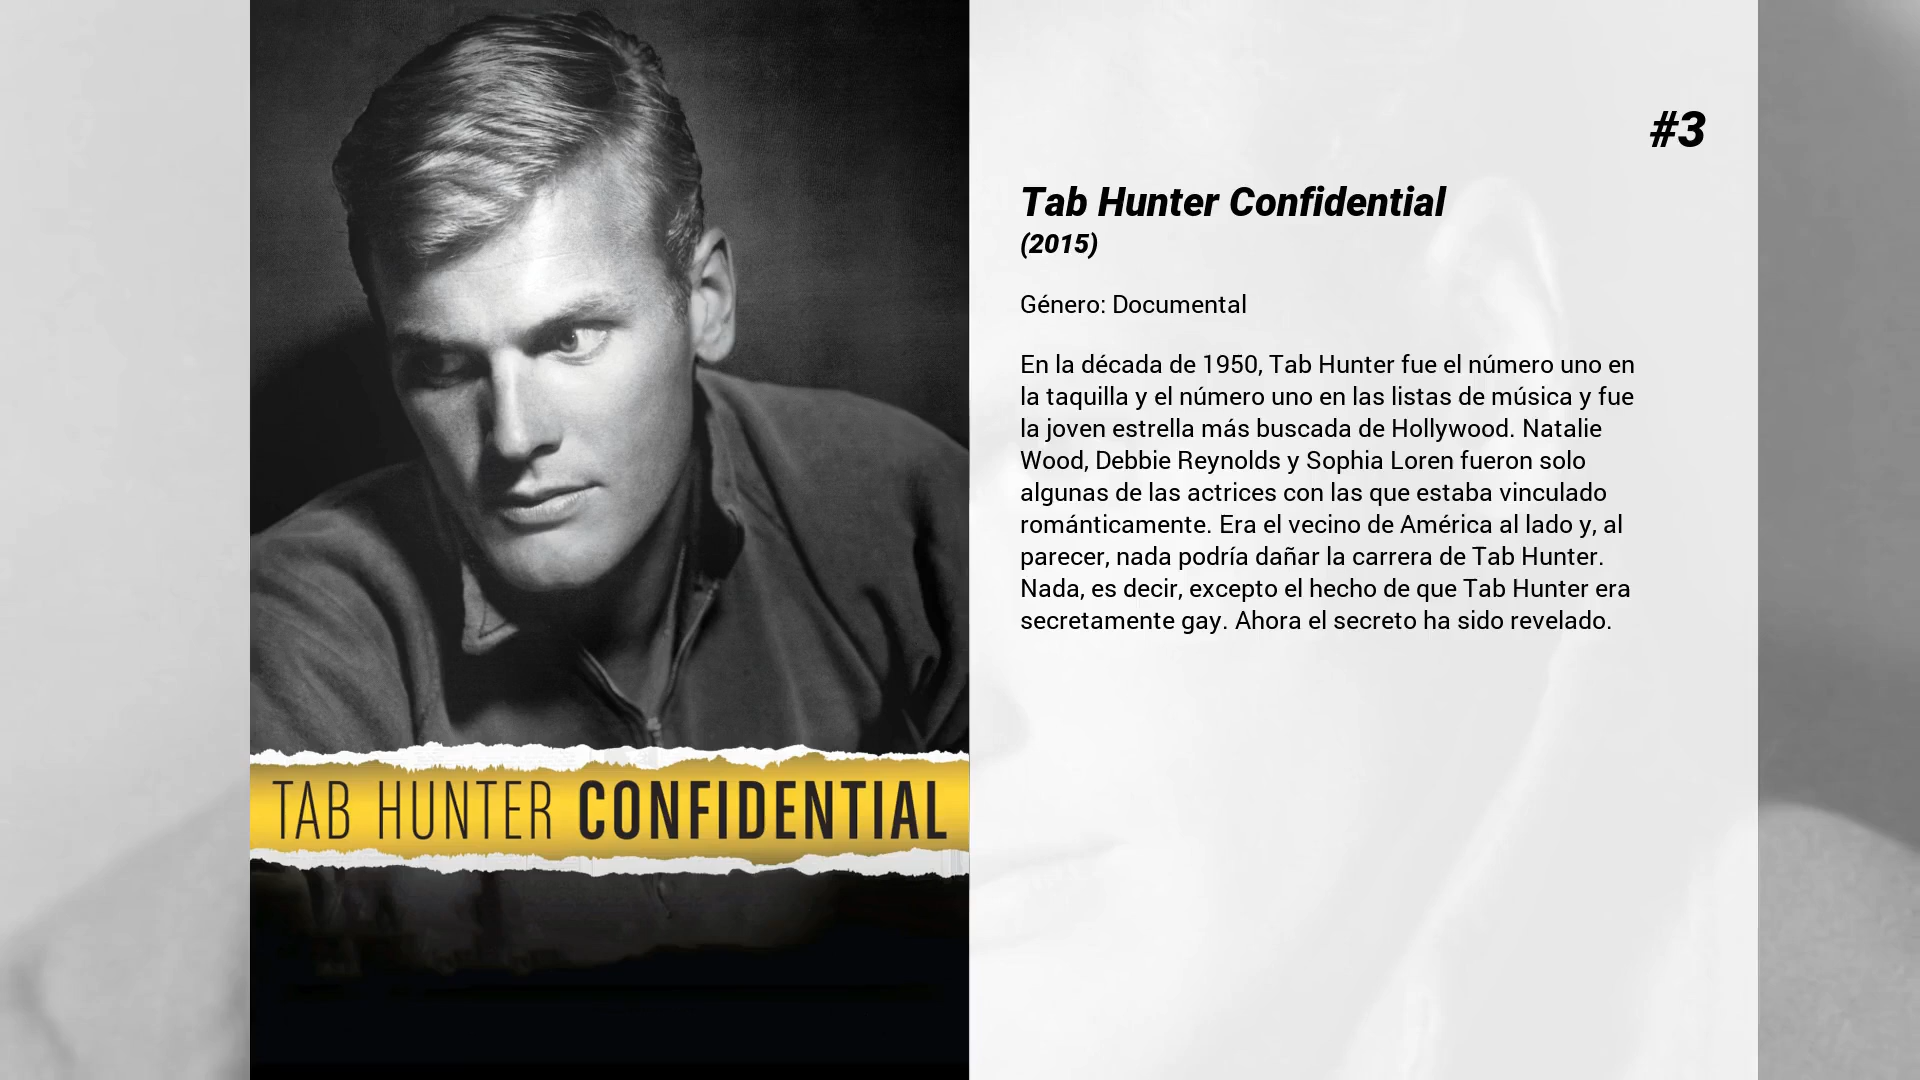 TAB HUNTER CONFIDENTIAL
#3
Tab Hunter Confidential
(2015)
Género: Documental
En la década de 1950, Tab Hunter fue el número uno en
la taquilla y el número uno en las listas de música y fue
la joven estrella más buscada de Hollywood. Natalie
Wood, Debbie Reynolds y Sophia Loren fueron solo
algunas de las actrices con las que estaba vinculado
románticamente. Era el vecino de América al lado y, al
parecer, nada podría dañar la carrera de Tab Hunter.
Nada, es decir, excepto el hecho de que Tab Hunter era
secretamente gay. Ahora el secreto ha sido revelado.